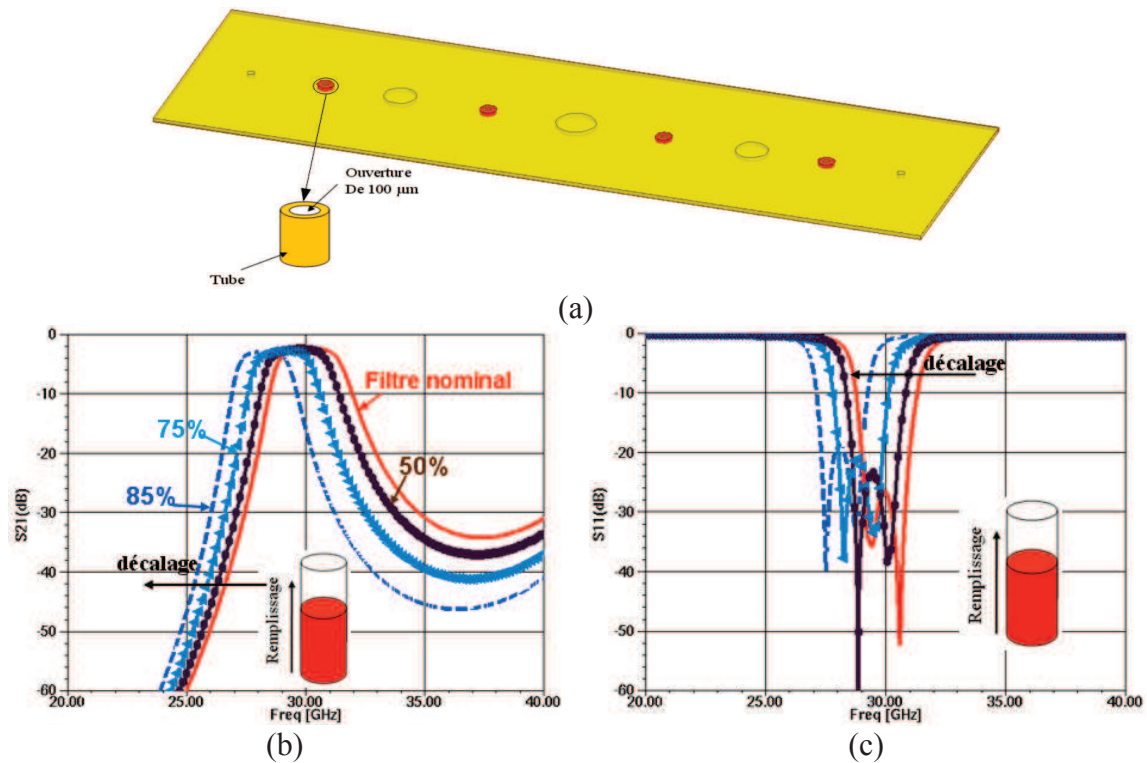 Ouverture
De 100 µm
Tube
(a)
0
-10
-20
-30
-40
-50
-60
S21(dB)
Filtre nominal
75%
50%
85%
décalage
Remplissage
20.00
25.00
30.00
35.00
40.00
Freq [GHz]
(b)
0
-10
-20
-30
-40
-50
-60
S11(dB)
décalage
Remplissage
20.00
25.00
30.00
35.00
40.00
Freq [GHz]
(c)